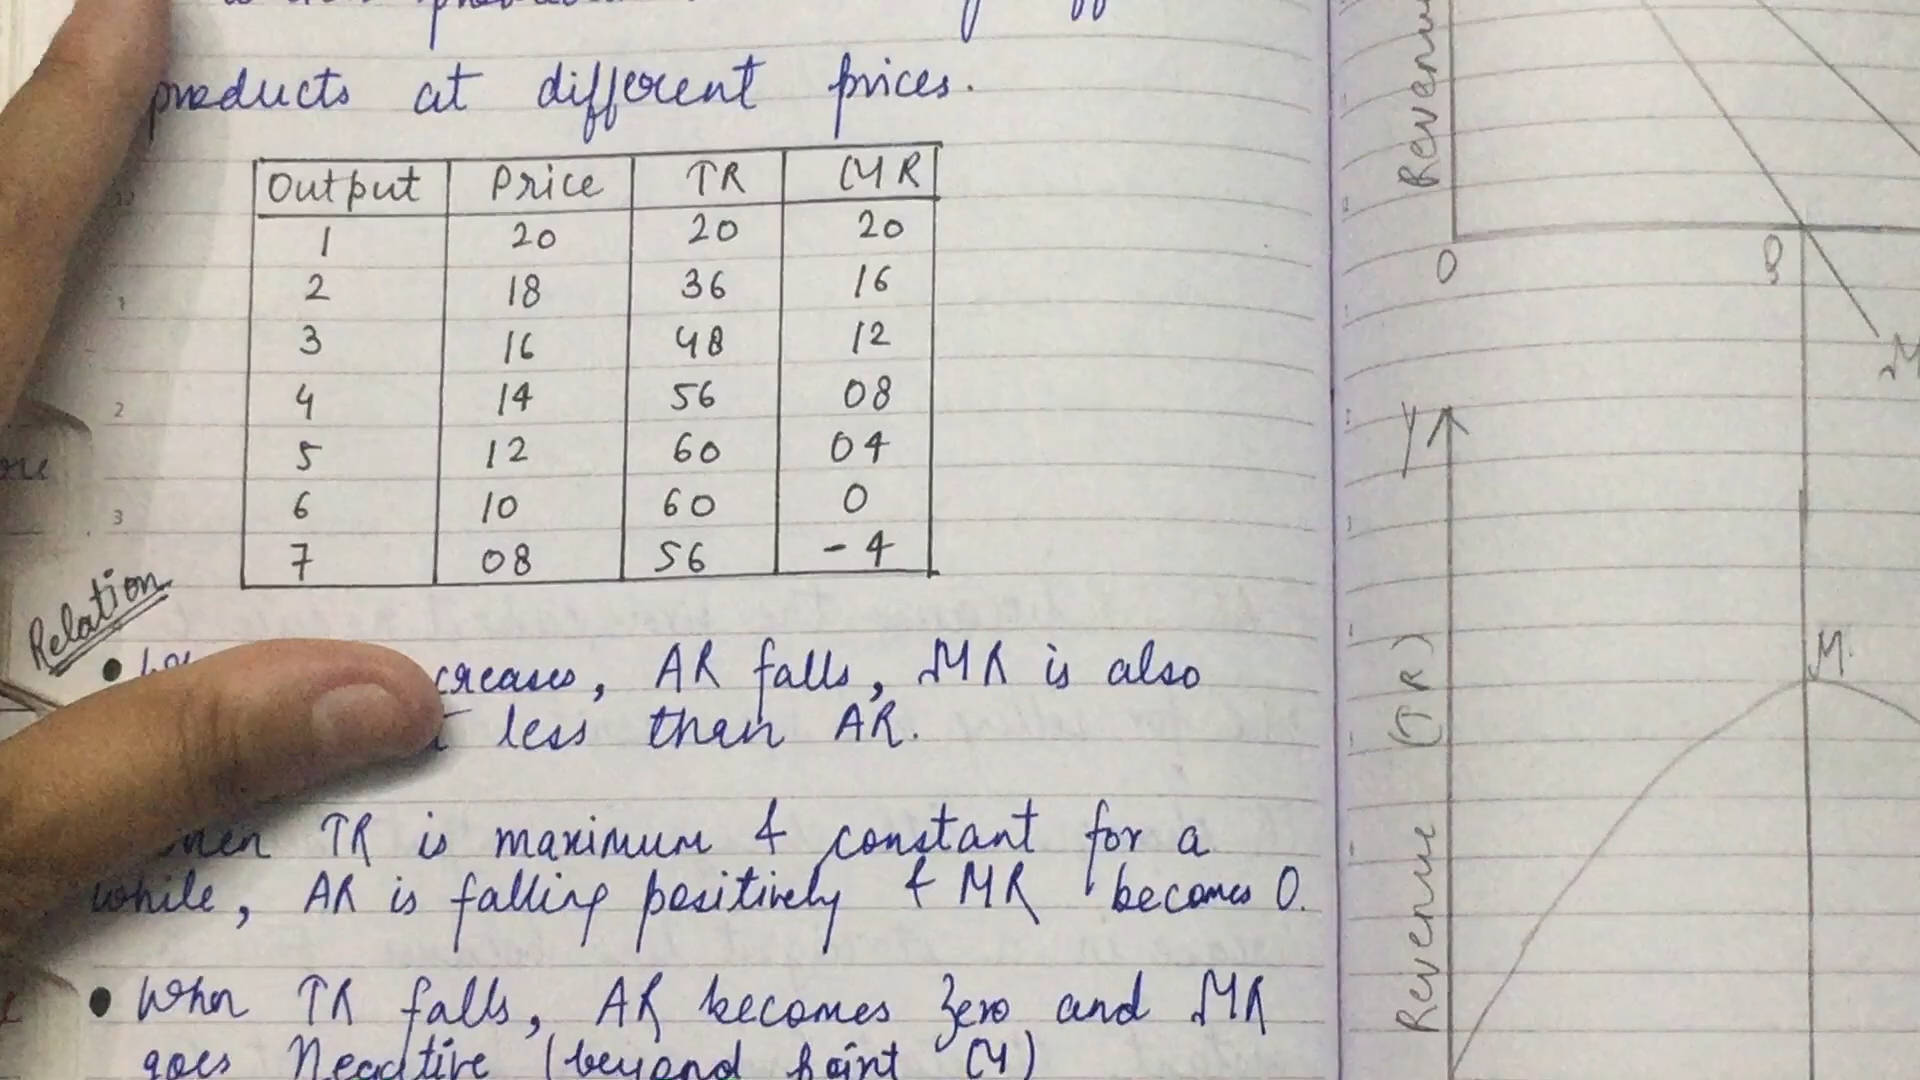 products at different prices.
Output Price TR MR
1 20 20 20
2 18 36 16
3 16 48 12
4 14 56 08
5 12 60 04
6 10 60 0
7 08 56 -4
Relation
creases, AR falls, MR is also
less than AR.
TR is maximum & constant for a
while, AR is falling positively & MR becomes 0.
• When TR falls, AR becomes Zero and MR
goes Negative (beyond point M)
Revenue
O B
Y
M
Revenue (TR)
1
2
3